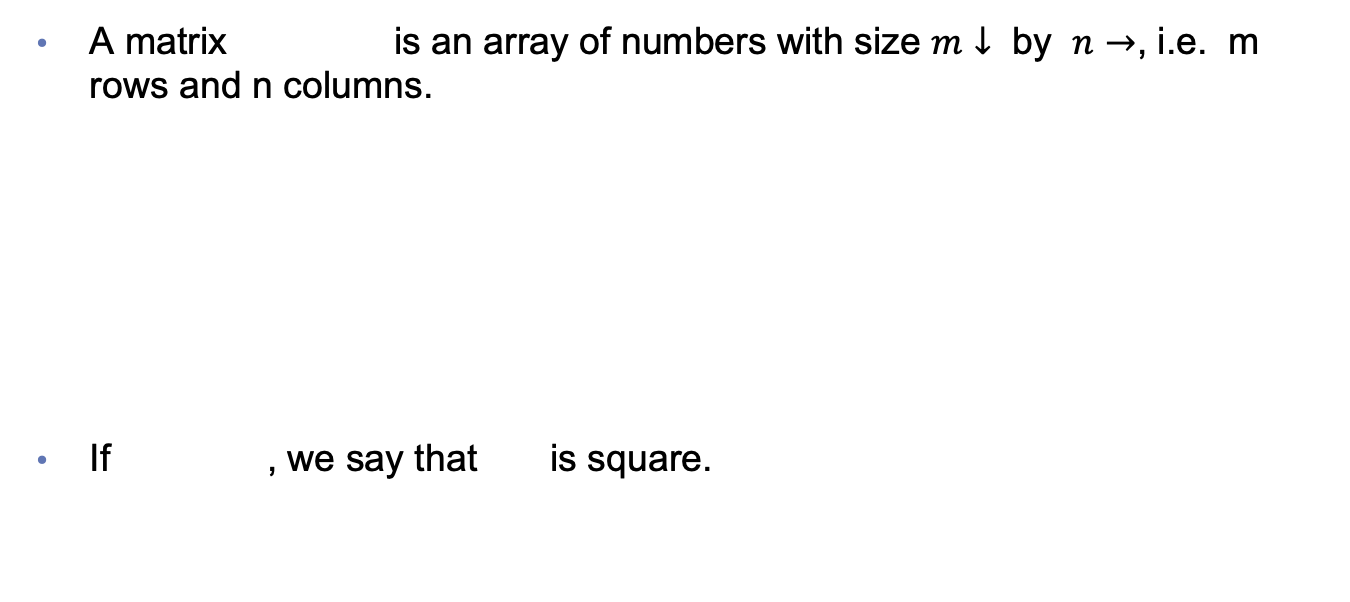 • A matrix is an array of numbers with size 𝑚 ↓ by 𝑛 →, i.e. m
rows and n columns.
• If , we say that is square.